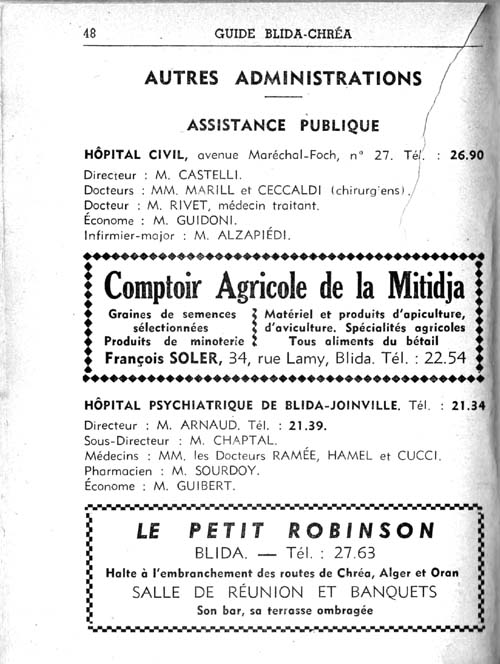 48
GUIDE BLIDA-CHRÉA
AUTRES ADMINISTRATIONS
ASSISTANCE PUBLIQUE
HÔPITAL CIVIL, avenue Maréchal-Foch, n° 27. Tél. : 26.90
Directeur : M. CASTELLI.
Docteurs : MM. MARILL et CECCALDI (chirurgiens).
Docteur : M. RIVET, médecin traitant.
Économe : M. GUIDONI.
Infirmier-major : M. ALZAPIÉDI.
Comptoir Agricole de la Mitidja
Graines de semences
sélectionnées
Produits de minoterie
Matériel et produits d'apiculture,
d'aviculture. Spécialités agricoles
Tous aliments du bétail
François SOLER, 34, rue Lamy, Blida. Tél. : 22.54
HÔPITAL PSYCHIATRIQUE DE BLIDA-JOINVILLE. Tél. : 21.34
Directeur : M. ARNAUD. Tél. : 21.39.
Sous-Directeur : M. CHAPTAL.
Médecins : MM. les Docteurs RAMÉE, HAMEL et CUCCI.
Pharmacien : M. SOURDOY.
Économe : M. GUIBERT.
LE PETIT ROBINSON
BLIDA. — Tél. : 27.63
Halte à l'embranchement des routes de Chréa, Alger et Oran
SALLE DE RÉUNION ET BANQUETS
Son bar, sa terrasse ombragée